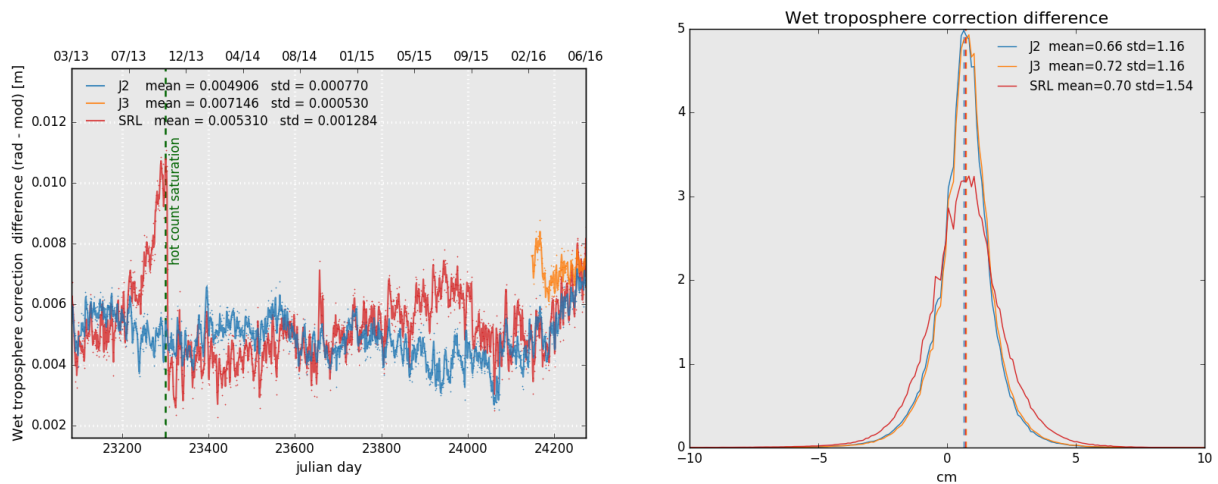 03/13 07/13 12/13 04/14 08/14 01/15 05/15 09/15 02/16 06/16
J2 mean = 0.004906 std = 0.000770
J3 mean = 0.007146 std = 0.000530
SRL mean = 0.005310 std = 0.001284
hot count saturation
Wet troposphere correction difference (rad - mod) [m]
0.012
0.010
0.008
0.006
0.004
0.002
23200 23400 23600 23800 24000 24200
julian day
Wet troposphere correction difference
J2 mean=0.66 std=1.16
J3 mean=0.72 std=1.16
SRL mean=0.70 std=1.54
5
4
3
2
1
0
−10 −5 0 5 10
cm